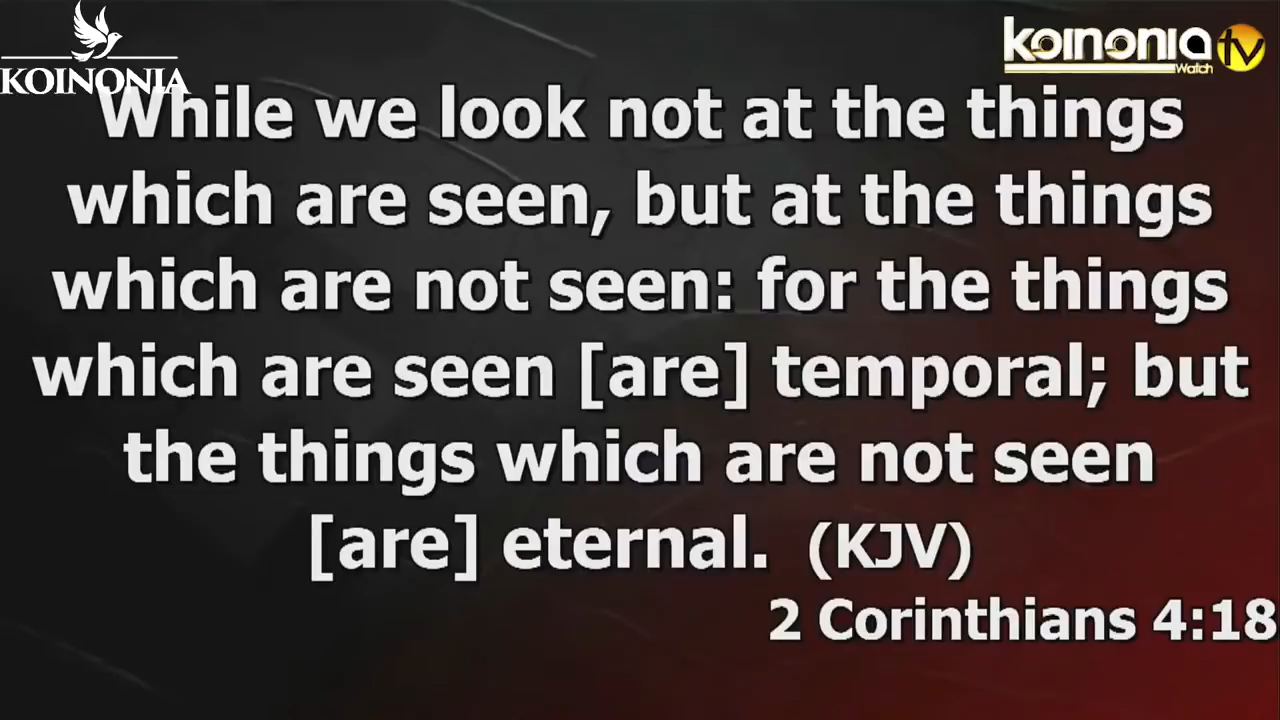 KOINONIA
koinonia tv
Watch
While we look not at the things
which are seen, but at the things
which are not seen: for the things
which are seen [are] temporal; but
the things which are not seen
[are] eternal. (KJV)
2 Corinthians 4:18